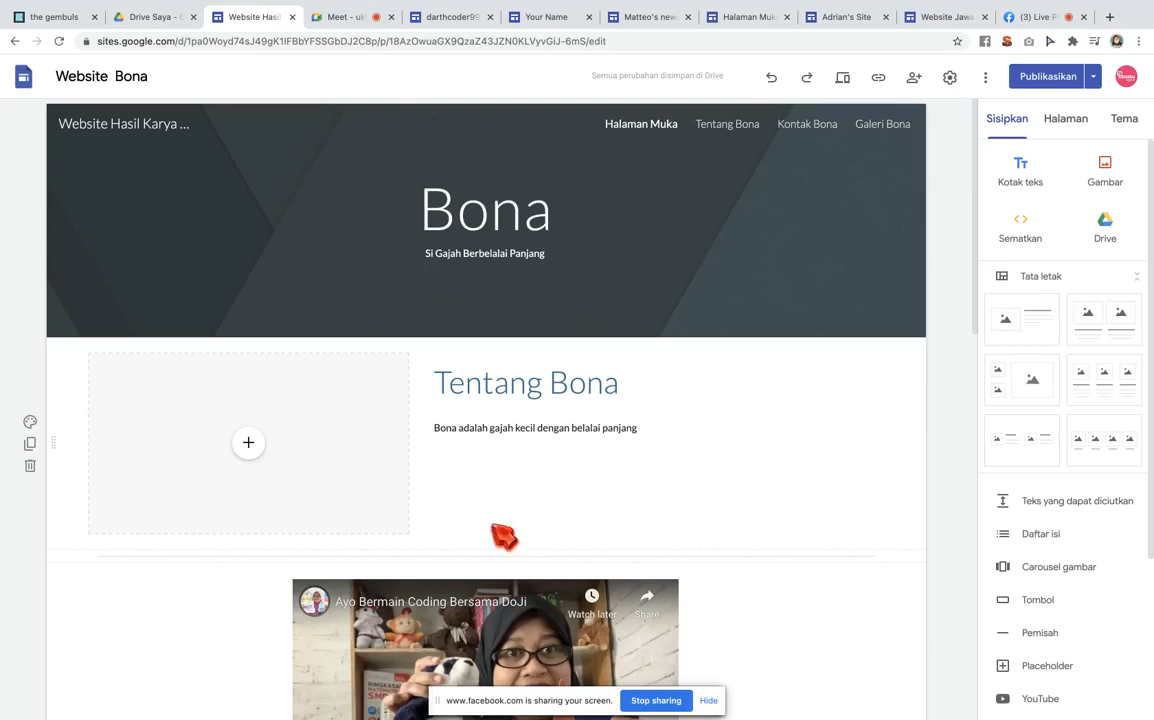 the gembuls
Drive Saya -
Website Hasil
Meet - uk
darthcoder99
Your Name
Matteo's new
Halaman Muk
Adrian's Site
Website Jawa
(3) Live
sites.google.com/d/1pa0Woyd74sJ49gK1IFBbYFSSGbDJ2C8p/p/18AzOwuaGX9QzaZ43JZN0KLVyvGiJ-6mS/edit
Website Bona
Semua perubahan disimpan di Drive
Publikasikan
Website Hasil Karya ...
Halaman Muka
Tentang Bona
Kontak Bona
Galeri Bona
Sisipkan
Halaman
Tema
Bona
Si Gajah Berbelalai Panjang
Kotak teks
Gambar
Sematkan
Drive
Tata letak
Tentang Bona
Bona adalah gajah kecil dengan belalai panjang
Teks yang dapat diciutkan
Daftar isi
Carousel gambar
Tombol
Pemisah
Placeholder
YouTube
Ayo Bermain Coding Bersama DoJi
Watch later
Share
www.facebook.com is sharing your screen.
Stop sharing
Hide